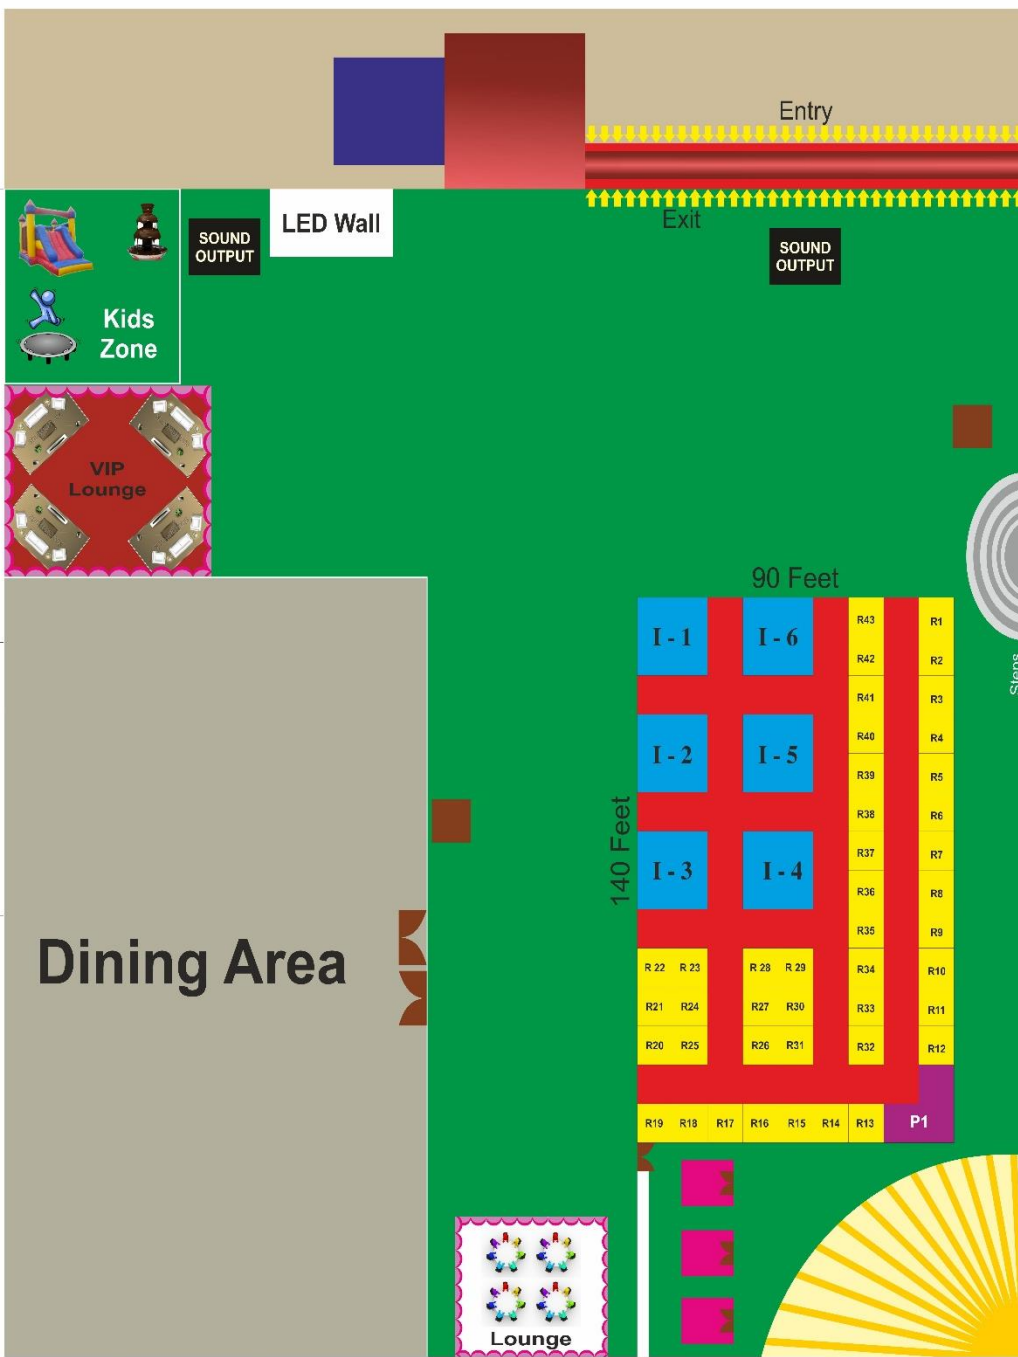 Entry
Exit
SOUND
OUTPUT
LED Wall
SOUND
OUTPUT
Kids
Zone
VIP
Lounge
90 Feet
140 Feet
Steps
I - 1
I - 6
R43
R1
R42
R2
R41
R3
I - 2
I - 5
R40
R4
R39
R5
R38
R6
I - 3
I - 4
R37
R7
R36
R8
R35
R9
Dining Area
R 22 R 23
R 28 R 29
R34
R10
R21 R24
R27 R30
R33
R11
R20 R25
R26 R31
R32
R12
R19 R18 R17 R16 R15 R14 R13 P1
Lounge